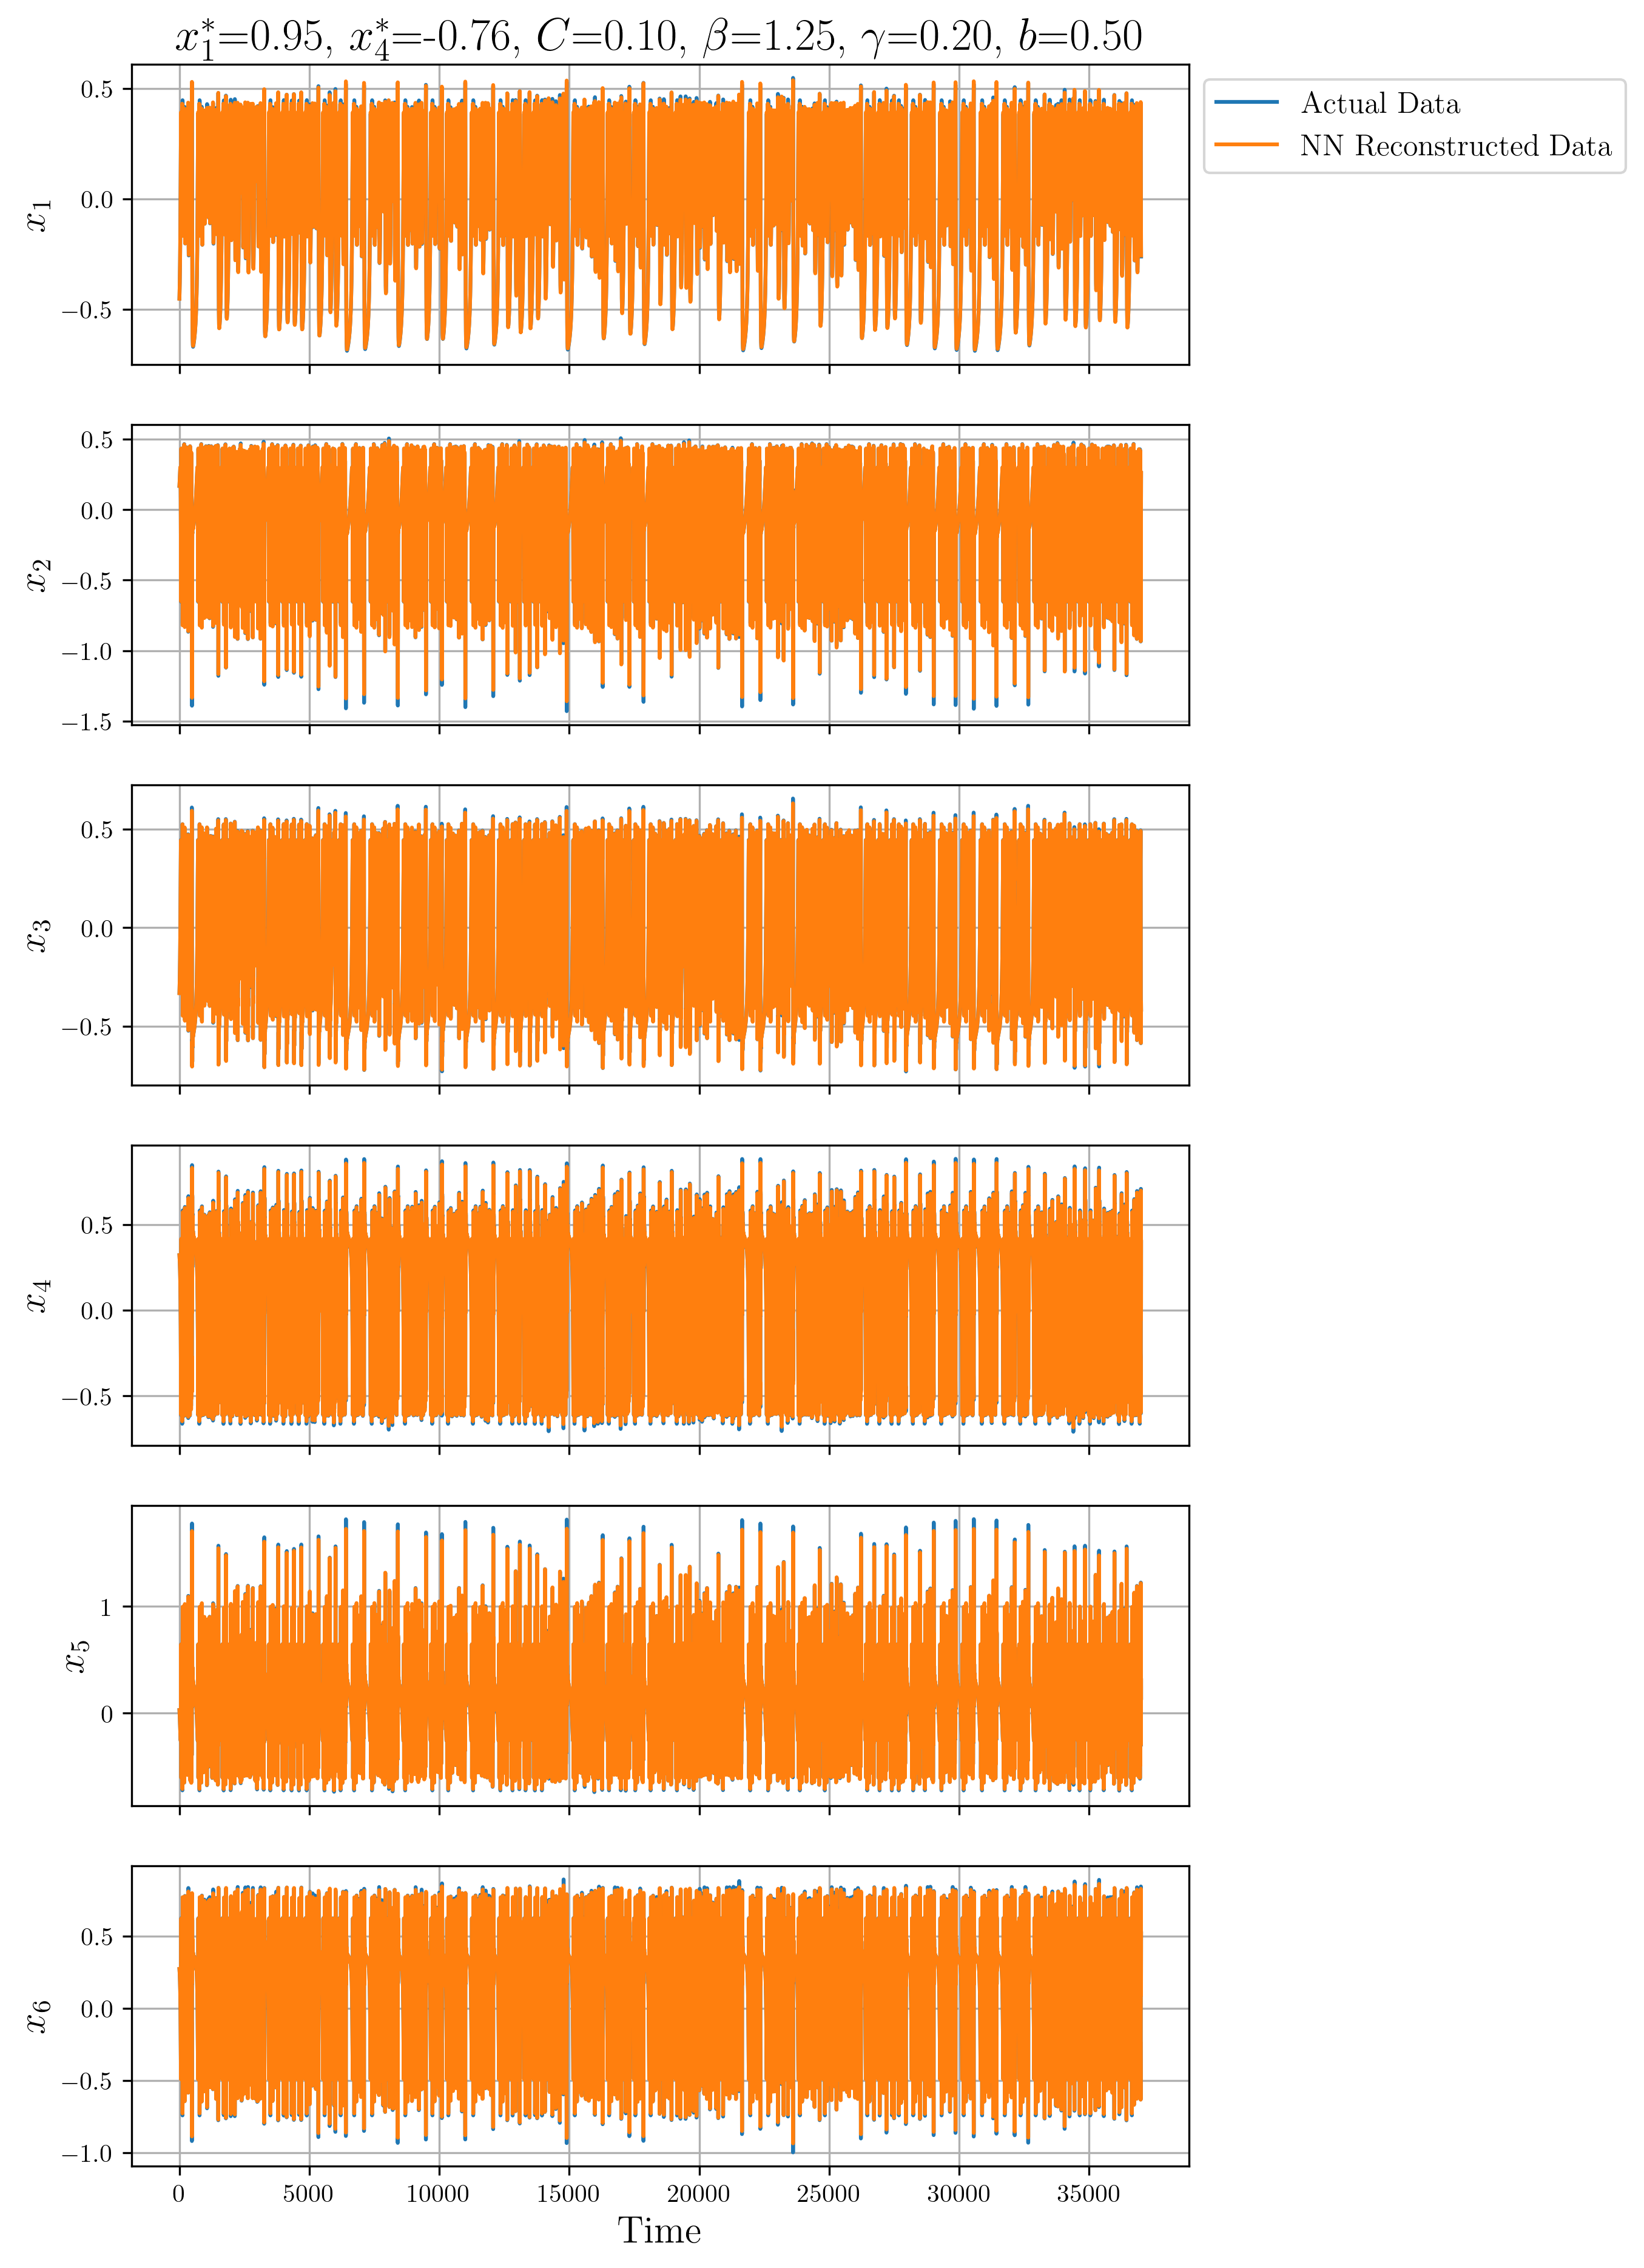 x₁*=0.95, x₄*=-0.76, C=0.10, β=1.25, γ=0.20, b=0.50
Actual Data
NN Reconstructed Data
0.5
0.0
−0.5
x₁
0.5
0.0
−0.5
−1.0
−1.5
x₂
0.5
0.0
−0.5
x₃
0.5
0.0
−0.5
x₄
1
0
x₅
0.5
0.0
−0.5
−1.0
x₆
0 5000 10000 15000 20000 25000 30000 35000
Time